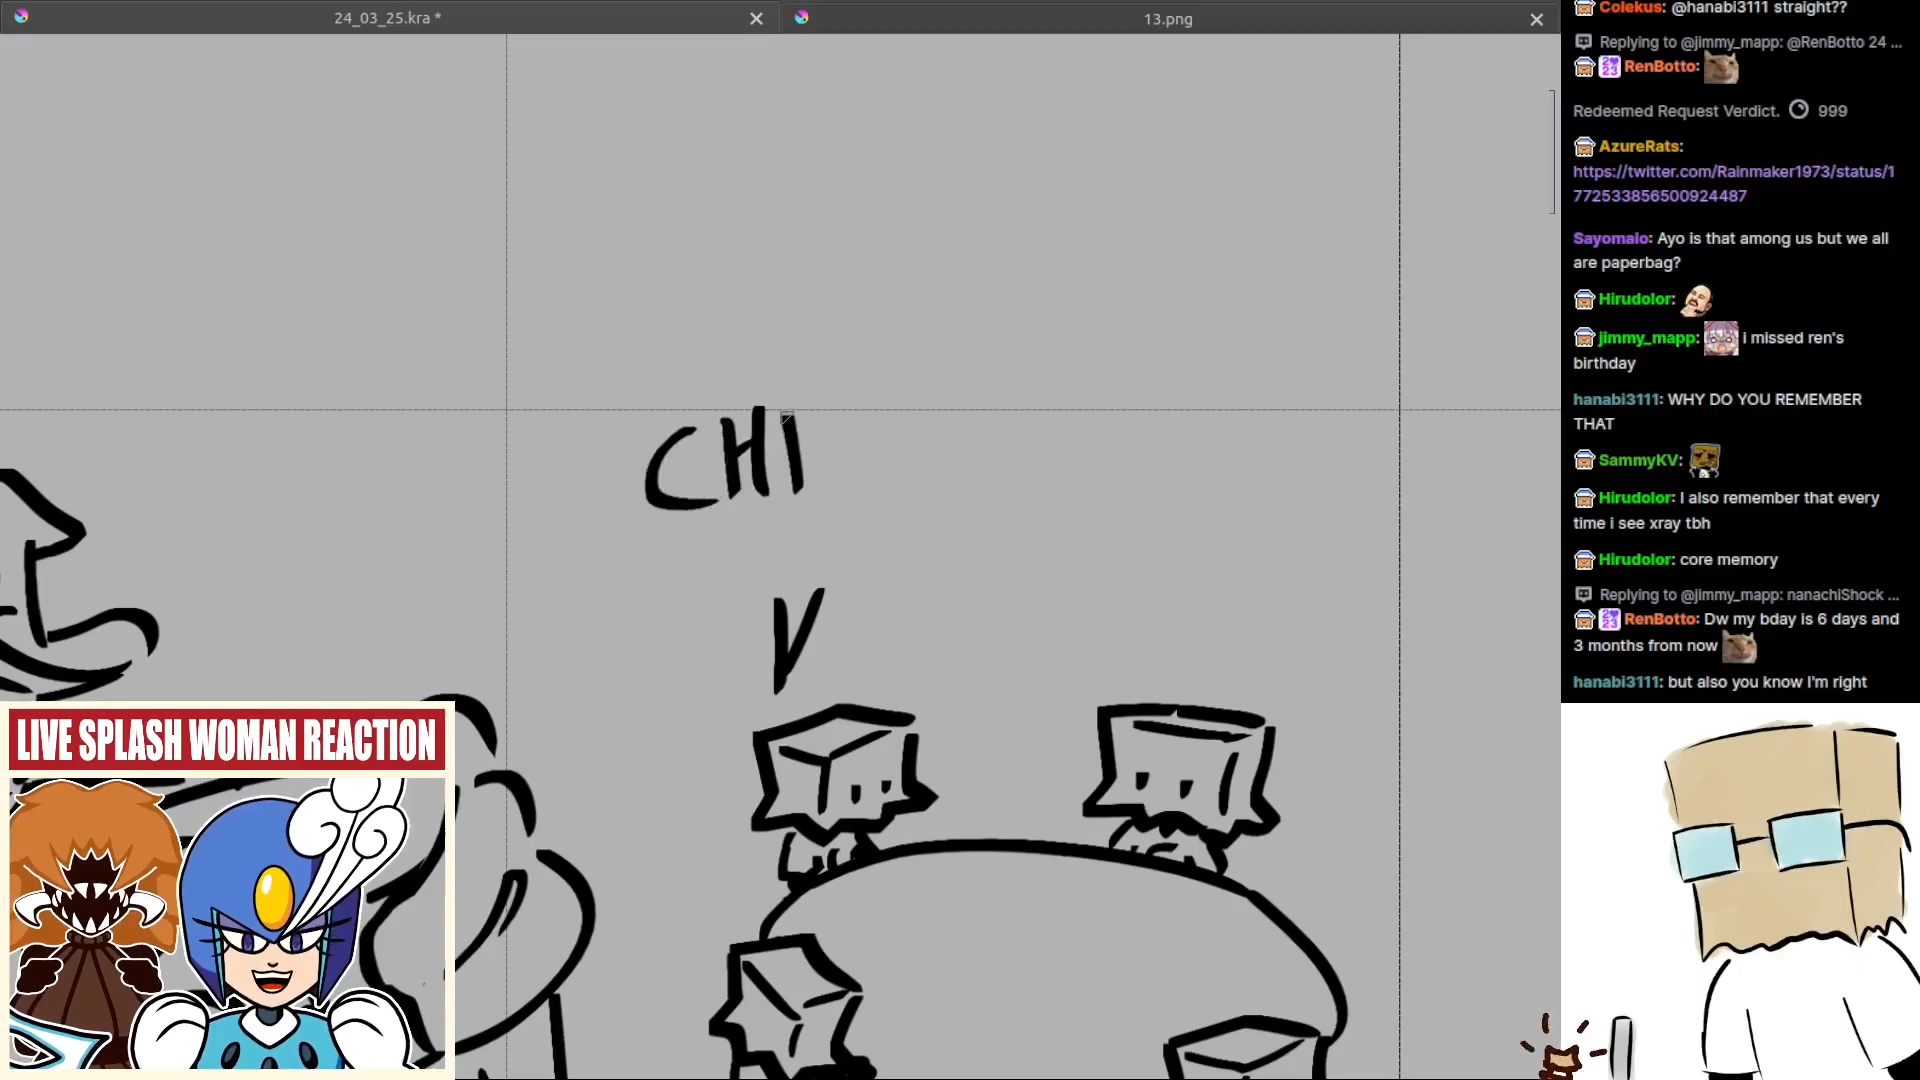 24_03_25.kra *
13.png
CHI
V
LIVE SPLASH WOMAN REACTION
Colekus: @hanabi3111 straight??
Replying to @jimmy_mapp: @RenBotto 24 ...
RenBotto:
Redeemed Request Verdict. 999
AzureRats:
https://twitter.com/Rainmaker1973/status/1
772533856500924487
Sayomalo: Ayo is that among us but we all
are paperbag?
Hirudolor:
jimmy_mapp: i missed ren's
birthday
hanabi3111: WHY DO YOU REMEMBER
THAT
SammyKV:
Hirudolor: I also remember that every
time i see xray tbh
Hirudolor: core memory
Replying to @jimmy_mapp: nanachiShock ...
RenBotto: Dw my bday is 6 days and
3 months from now
hanabi3111: but also you know I'm right